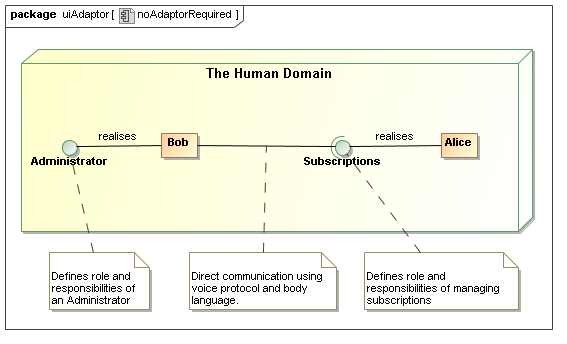 package uiAdaptor [ noAdaptorRequired ]
The Human Domain
realises
realises
Bob
Alice
Administrator
Subscriptions
Defines role and
responsibilities of
an Administrator
Direct communication using
voice protocol and body
language.
Defines role and
responsibilities of managing
subscriptions